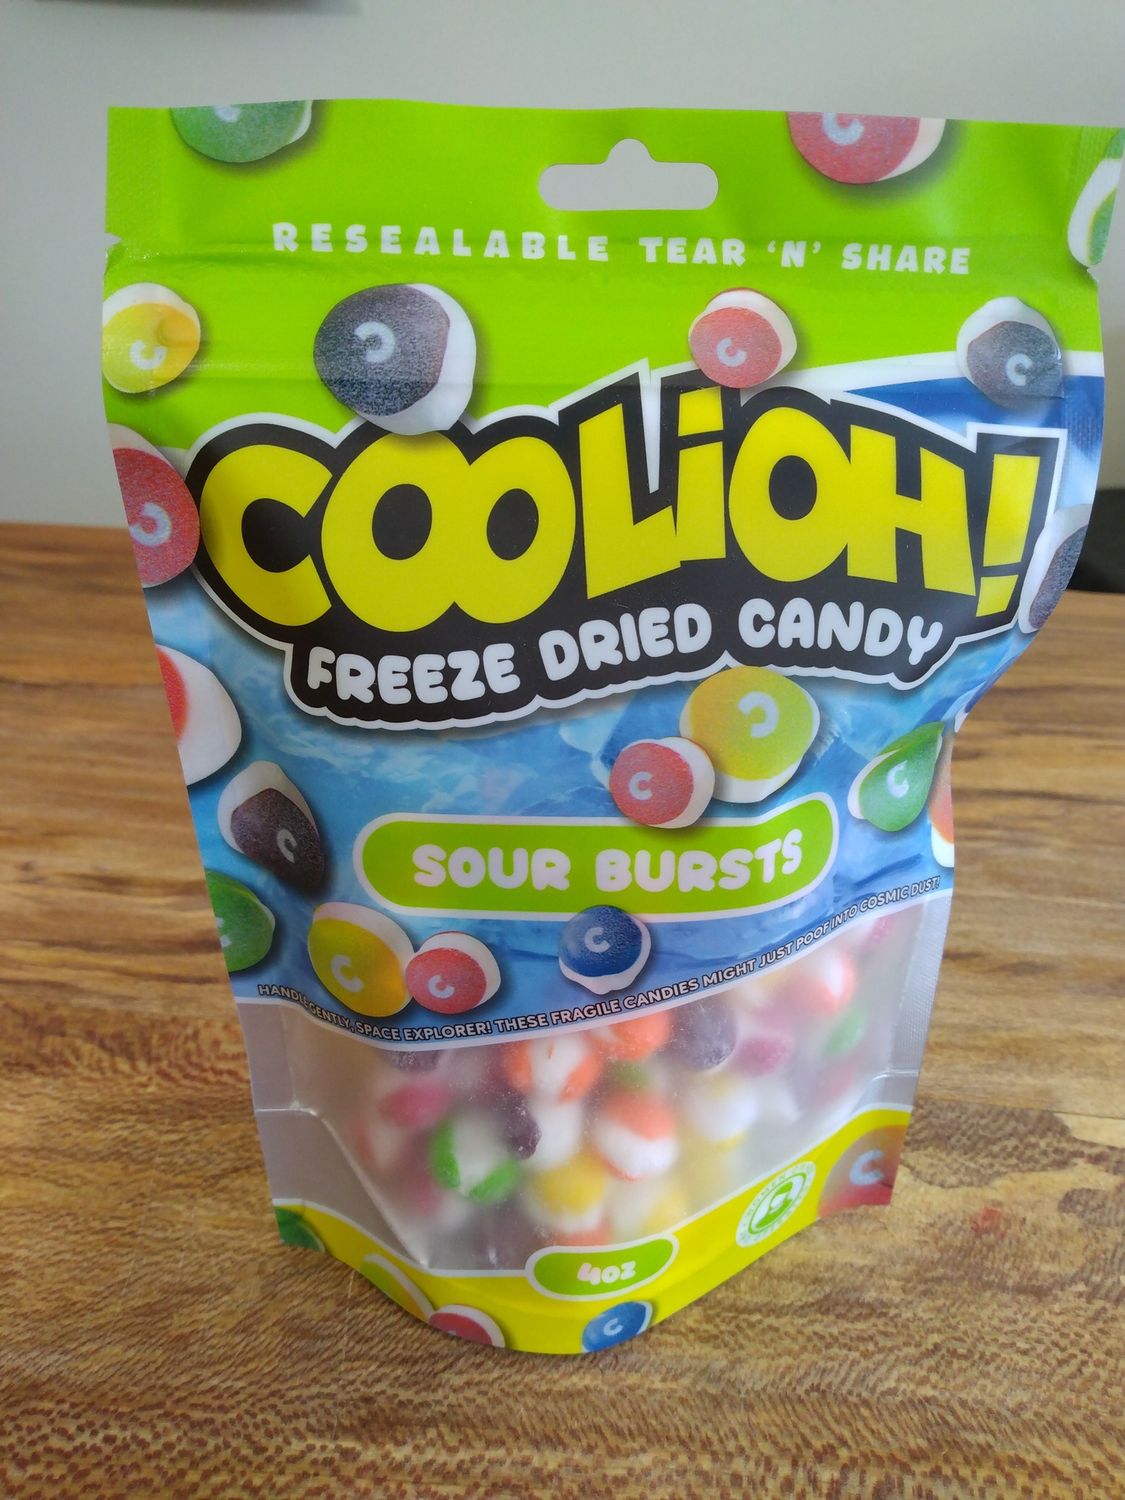 RESEALABLE TEAR 'N' SHARE
COOLiOH!
FREEZE DRIED CANDY
SOUR BURSTS
HANDLE GENTLY, SPACE EXPLORER! THESE FRAGILE CANDIES MIGHT JUST POOF INTO COSMIC DUST!
4oz